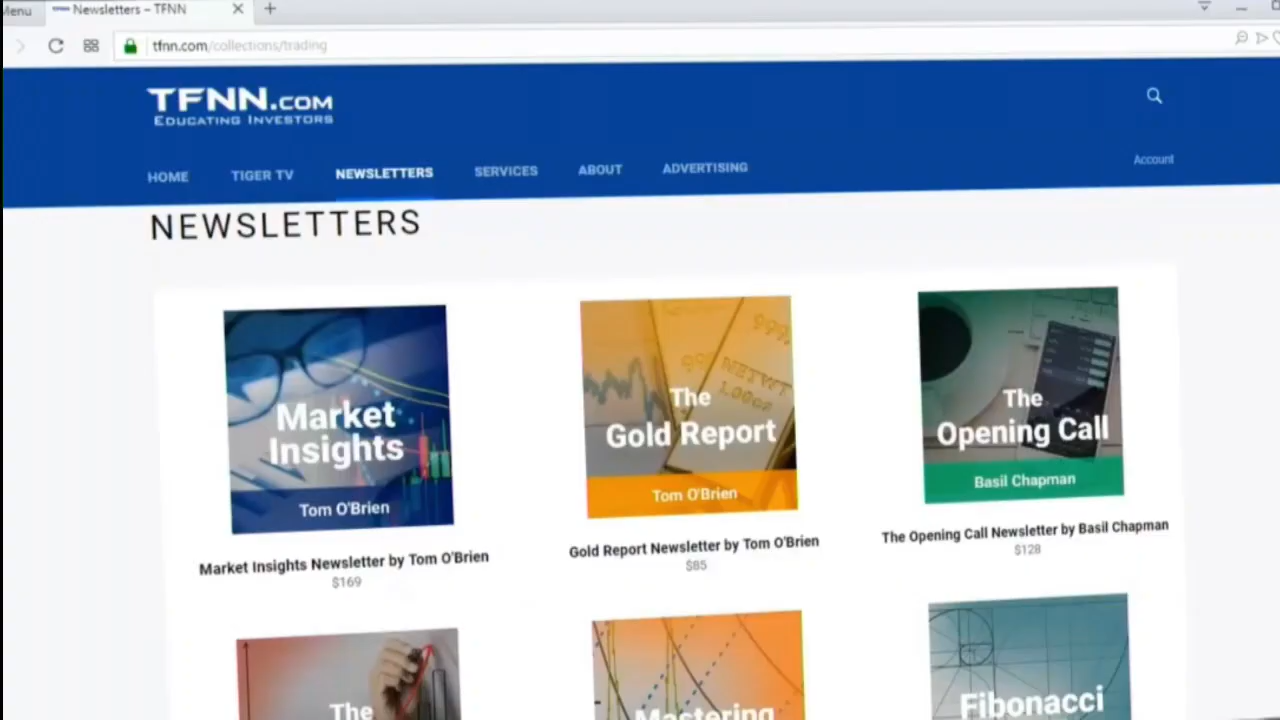 Menu
Newsletters – TFNN
tfnn.com/collections/trading
TFNN.COM
EDUCATING INVESTORS
HOME TIGER TV NEWSLETTERS SERVICES ABOUT ADVERTISING
Account
NEWSLETTERS
Market
Insights
Tom O'Brien
The
Gold Report
Tom O'Brien
The
Opening Call
Basil Chapman
Market Insights Newsletter by Tom O'Brien
$169
Gold Report Newsletter by Tom O'Brien
$85
The Opening Call Newsletter by Basil Chapman
$128
The
Mastering
Fibonacci